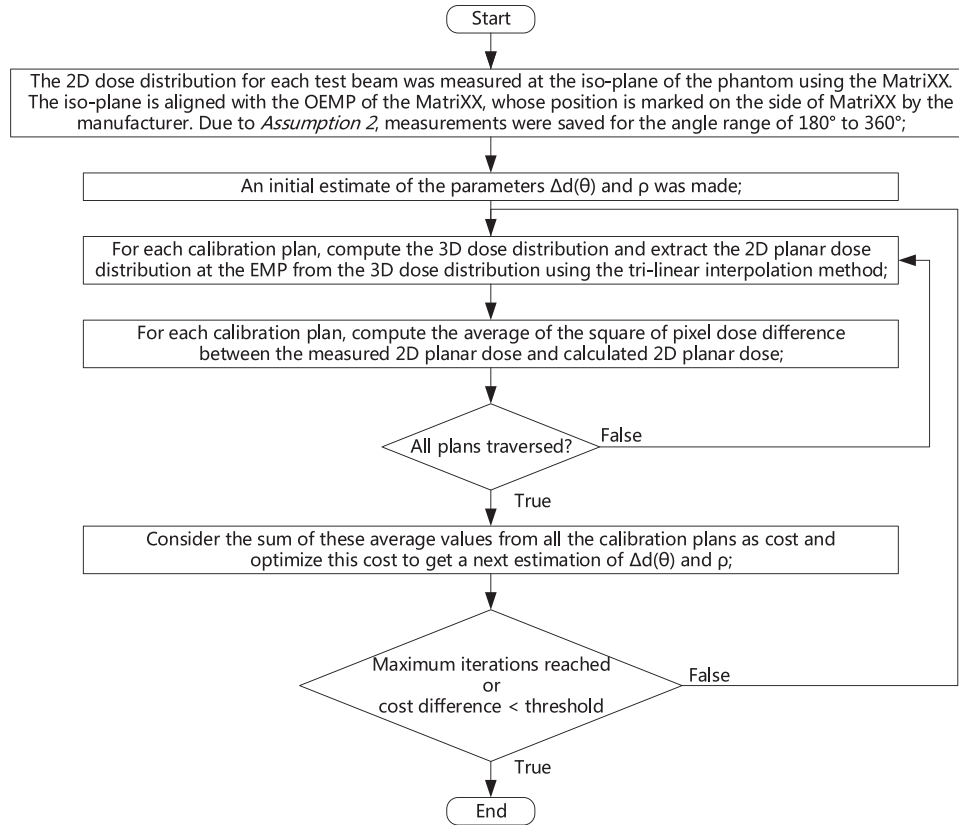 Start
The 2D dose distribution for each test beam was measured at the iso-plane of the phantom using the MatriXX.
The iso-plane is aligned with the OEMP of the MatriXX, whose position is marked on the side of MatriXX by the
manufacturer. Due to Assumption 2, measurements were saved for the angle range of 180° to 360°;
An initial estimate of the parameters Δd(θ) and ρ was made;
For each calibration plan, compute the 3D dose distribution and extract the 2D planar dose
distribution at the EMP from the 3D dose distribution using the tri-linear interpolation method;
For each calibration plan, compute the average of the square of pixel dose difference
between the measured 2D planar dose and calculated 2D planar dose;
All plans traversed?
False
True
Consider the sum of these average values from all the calibration plans as cost and
optimize this cost to get a next estimation of Δd(θ) and ρ;
Maximum iterations reached
or
cost difference < threshold
False
True
End